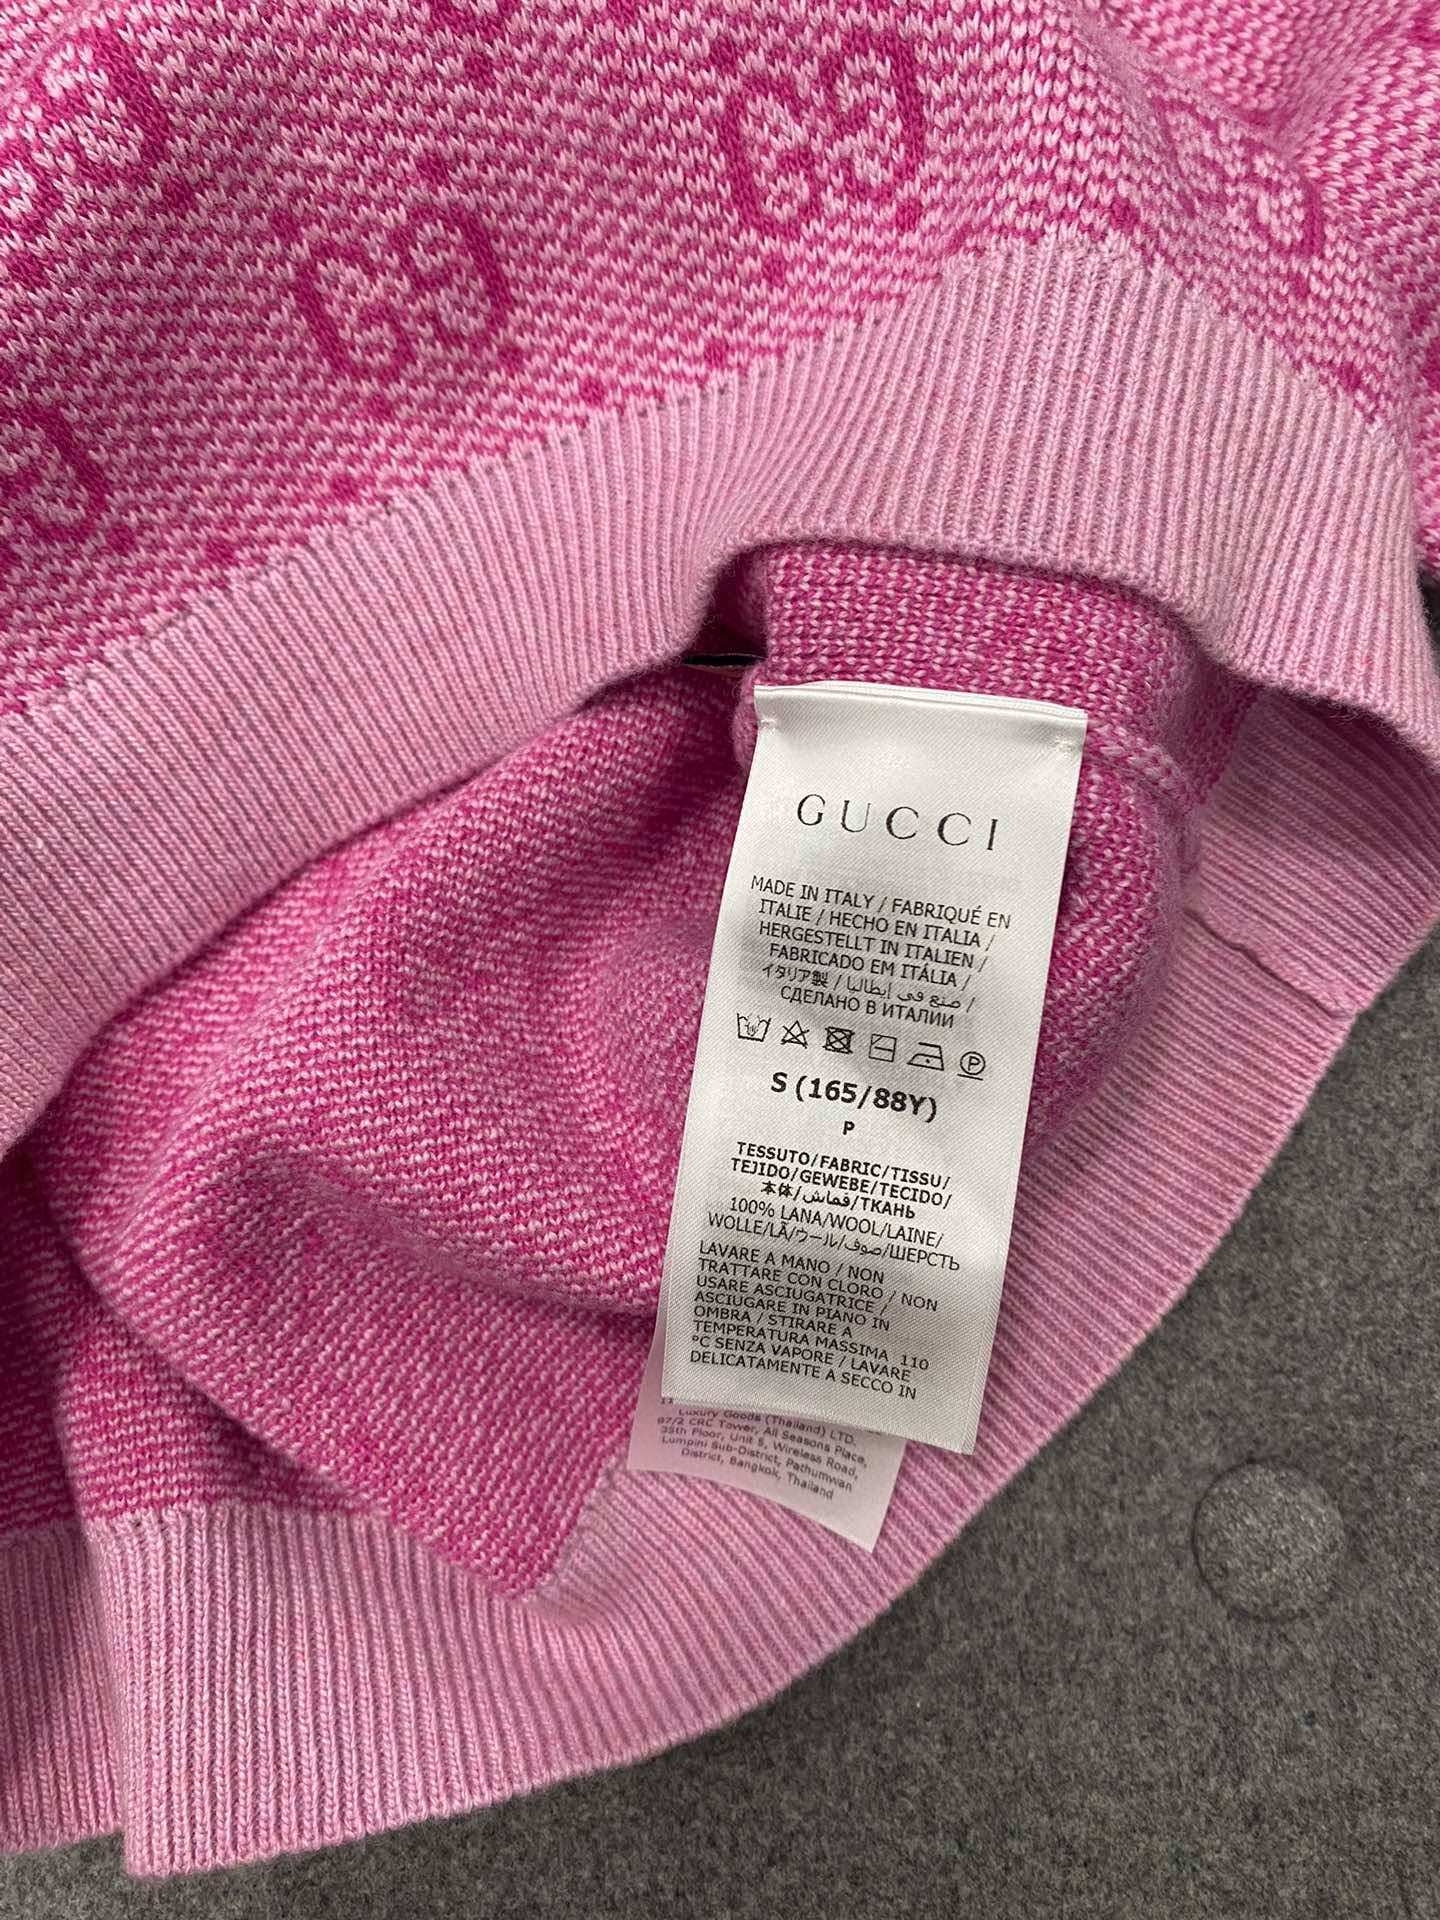 GUCCI
MADE IN ITALY / FABRIQUÉ EN
ITALIE / HECHO EN ITALIA /
HERGESTELLT IN ITALIEN /
FABRICADO EM ITÁLIA /
イタリア製 / صنع في إيطاليا /
СДЕЛАНО В ИТАЛИИ
P
S (165/88Y)
P
TESSUTO/FABRIC/TISSU/
TEJIDO/GEWEBE/TECIDO/
本体/قماش/ТКАНЬ
100% LANA/WOOL/LAINE/
WOLLE/LÃ/ウール/صوف/ШЕРСТЬ
LAVARE A MANO / NON
TRATTARE CON CLORO / NON
USARE ASCIUGATRICE /
ASCIUGARE IN PIANO IN
OMBRA / STIRARE A
TEMPERATURA MASSIMA 110
°C SENZA VAPORE / LAVARE
DELICATAMENTE A SECCO IN
Luxury Goods (Thailand) LTD.
87/2 CRC Tower, All Seasons Place,
35th Floor, Unit 5, Wireless Road,
Lumpini Sub-District, Pathumwan
District, Bangkok, Thailand